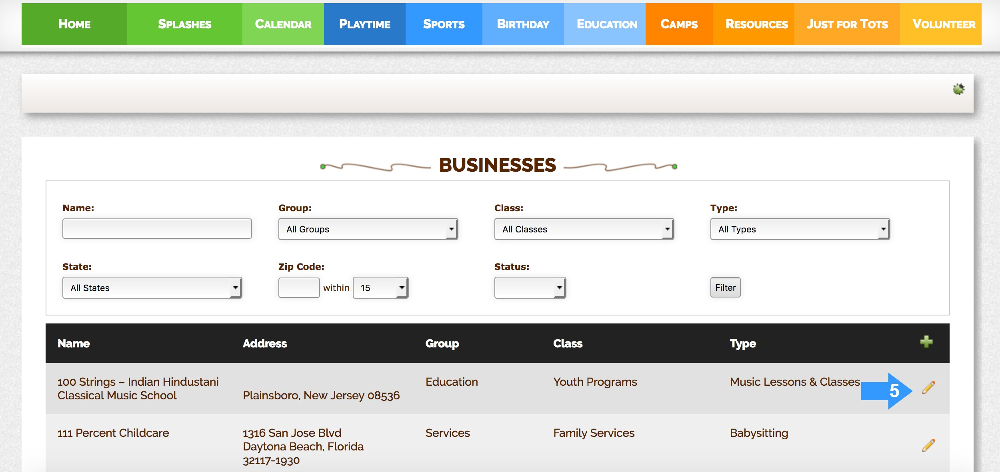 HOME SPLASHES CALENDAR PLAYTIME SPORTS BIRTHDAY EDUCATION CAMPS RESOURCES JUST FOR TOTS VOLUNTEER
BUSINESSES
Name: Group: Class: Type:
All Groups All Classes All Types
State: Zip Code: Status:
All States within 15 Filter
Name Address Group Class Type
100 Strings – Indian Hindustani Education Youth Programs Music Lessons & Classes
5
Classical Music School Plainsboro, New Jersey 08536
111 Percent Childcare 1316 San Jose Blvd Services Family Services Babysitting
Daytona Beach, Florida
32117-1930